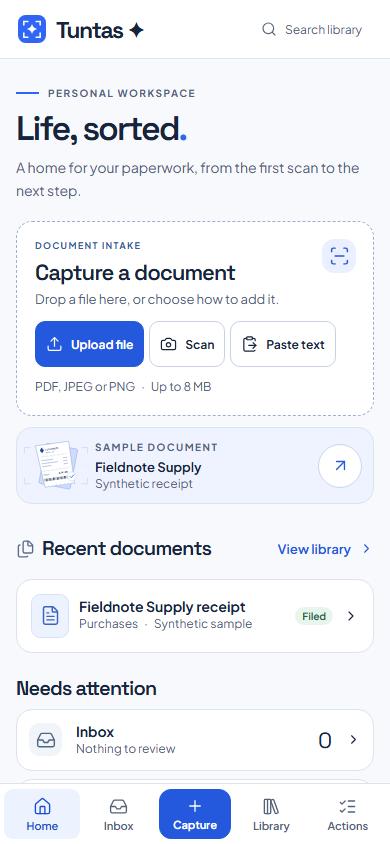 Tuntas ✦
Search library
PERSONAL WORKSPACE
Life, sorted.
A home for your paperwork, from the first scan to the
next step.
DOCUMENT INTAKE
Capture a document
Drop a file here, or choose how to add it.
Upload file
Scan
Paste text
PDF, JPEG or PNG · Up to 8 MB
SAMPLE DOCUMENT
Fieldnote Supply
Synthetic receipt
Recent documents
View library
Fieldnote Supply receipt
Purchases · Synthetic sample
Filed
Needs attention
Inbox
Nothing to review
0
Home
Inbox
Capture
Library
Actions